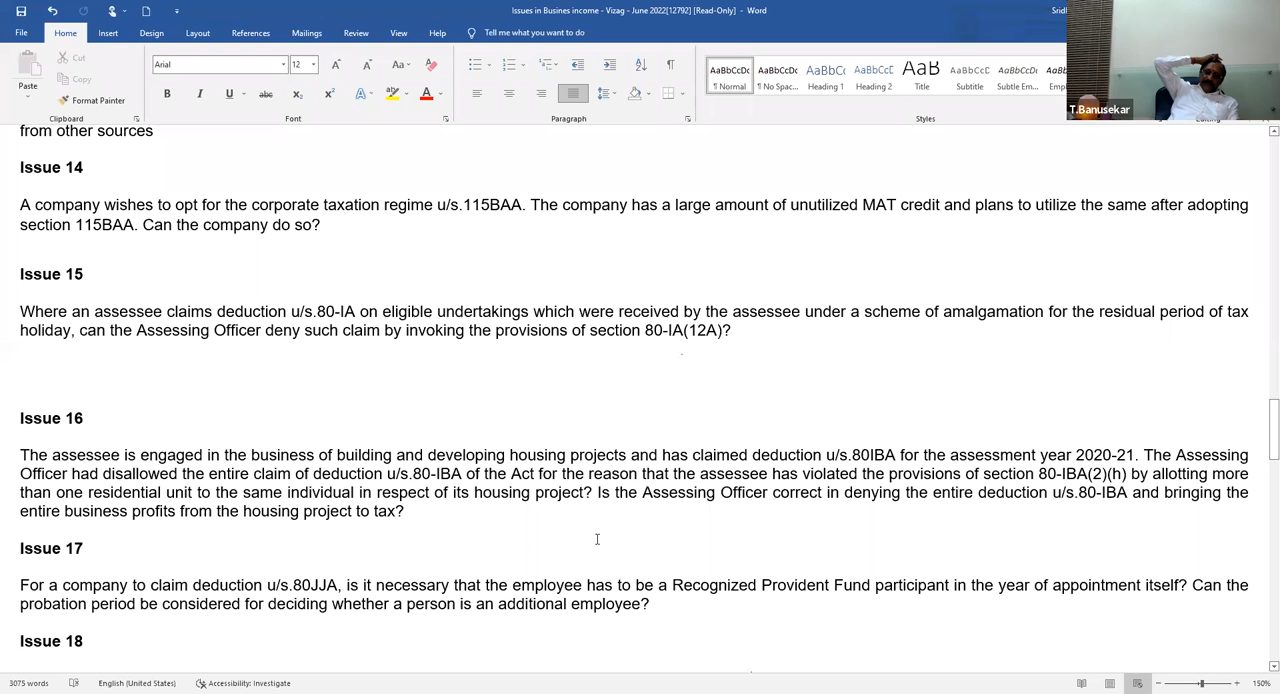 Issues in Busines income - Vizag - June 2022[12792] [Read-Only] - Word
Sridh
File Home Insert Design Layout References Mailings Review View Help Tell me what you want to do
Paste
Cut
Copy
Format Painter
Clipboard
Arial 12
Font
Paragraph
AaBbCcDc AaBbCcDc AaBbCc AaBbCcD AaB AaBbCcD AaBbCcDc
¶ Normal ¶ No Spac... Heading 1 Heading 2 Title Subtitle Subtle Em...
Styles
T.Banusekar
from other sources
Issue 14
A company wishes to opt for the corporate taxation regime u/s.115BAA. The company has a large amount of unutilized MAT credit and plans to utilize the same after adopting
section 115BAA. Can the company do so?
Issue 15
Where an assessee claims deduction u/s.80-IA on eligible undertakings which were received by the assessee under a scheme of amalgamation for the residual period of tax
holiday, can the Assessing Officer deny such claim by invoking the provisions of section 80-IA(12A)?
Issue 16
The assessee is engaged in the business of building and developing housing projects and has claimed deduction u/s.80IBA for the assessment year 2020-21. The Assessing
Officer had disallowed the entire claim of deduction u/s.80-IBA of the Act for the reason that the assessee has violated the provisions of section 80-IBA(2)(h) by allotting more
than one residential unit to the same individual in respect of its housing project? Is the Assessing Officer correct in denying the entire deduction u/s.80-IBA and bringing the
entire business profits from the housing project to tax?
Issue 17
For a company to claim deduction u/s.80JJA, is it necessary that the employee has to be a Recognized Provident Fund participant in the year of appointment itself? Can the
probation period be considered for deciding whether a person is an additional employee?
Issue 18
3075 words English (United States) Accessibility: Investigate 150%